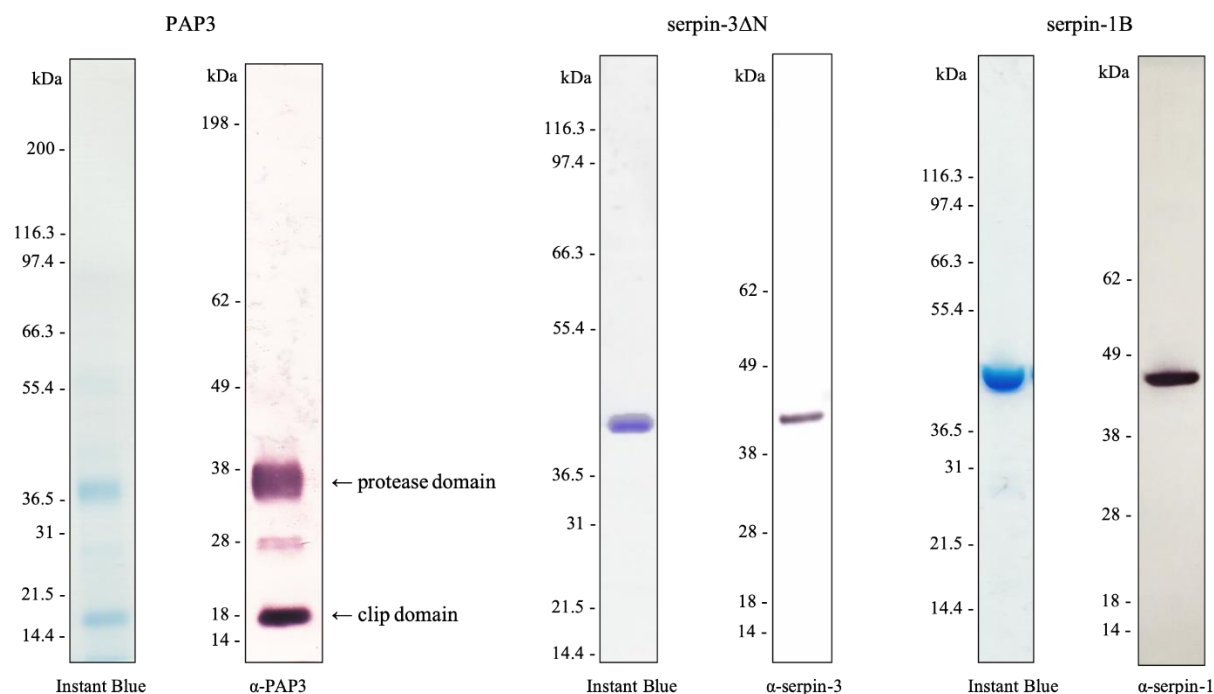 PAP3
serpin-3ΔN
serpin-1B
kDa
200 -
116.3 -
97.4 -
66.3 -
55.4 -
36.5 -
31 -
21.5 -
14.4 -
Instant Blue
kDa
198 -
62 -
49 -
38 -
28 -
18 -
14 -
← protease domain
← clip domain
α-PAP3
kDa
116.3 -
97.4 -
66.3 -
55.4 -
36.5 -
31 -
21.5 -
14.4 -
Instant Blue
kDa
62 -
49 -
38 -
28 -
18 -
14 -
α-serpin-3
kDa
116.3 -
97.4 -
66.3 -
55.4 -
36.5 -
31 -
21.5 -
14.4 -
Instant Blue
kDa
62 -
49 -
38 -
28 -
18 -
14 -
α-serpin-1